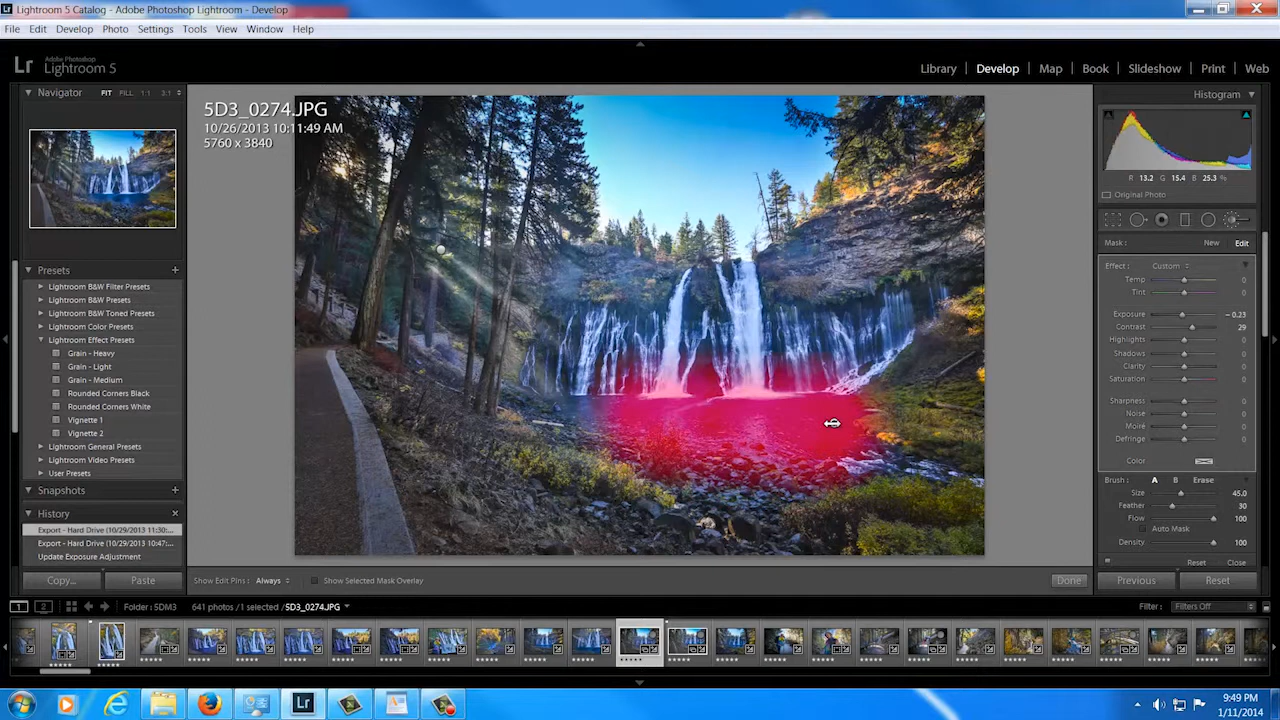 Lightroom 5 Catalog - Adobe Photoshop Lightroom - Develop
File Edit Develop Photo Settings Tools View Window Help
Lr
Adobe Photoshop
Lightroom 5
Library Develop Map Book Slideshow Print Web
Navigator FIT FILL 1:1 3:1
Presets +
Lightroom B&W Filter Presets
Lightroom B&W Presets
Lightroom B&W Toned Presets
Lightroom Color Presets
Lightroom Effect Presets
Grain - Heavy
Grain - Light
Grain - Medium
Rounded Corners Black
Rounded Corners White
Vignette 1
Vignette 2
Lightroom General Presets
Lightroom Video Presets
User Presets
Snapshots +
History ×
Export - Hard Drive (10/29/2013 11:30:...
Export - Hard Drive (10/29/2013 10:47:...
Update Exposure Adjustment
Copy... Paste
5D3_0274.JPG
10/26/2013 10:11:49 AM
5760 x 3840
Show Edit Pins: Always Show Selected Mask Overlay Done
Histogram
R 13.2 G 15.4 B 25.3 %
Original Photo
Mask: New Edit
Effect: Custom
Temp 0
Tint 0
Exposure - 0.23
Contrast 29
Highlights 0
Shadows 0
Clarity 0
Saturation 0
Sharpness 0
Noise 0
Moiré 0
Defringe 0
Color
Brush: A B Erase
Size 45.0
Feather 30
Flow 100
Auto Mask
Density 100
Reset Close
Previous Reset
1 2 Folder: 5DM3 641 photos / 1 selected / 5D3_0274.JPG Filter: Filters Off
Lr
9:49 PM
1/11/2014